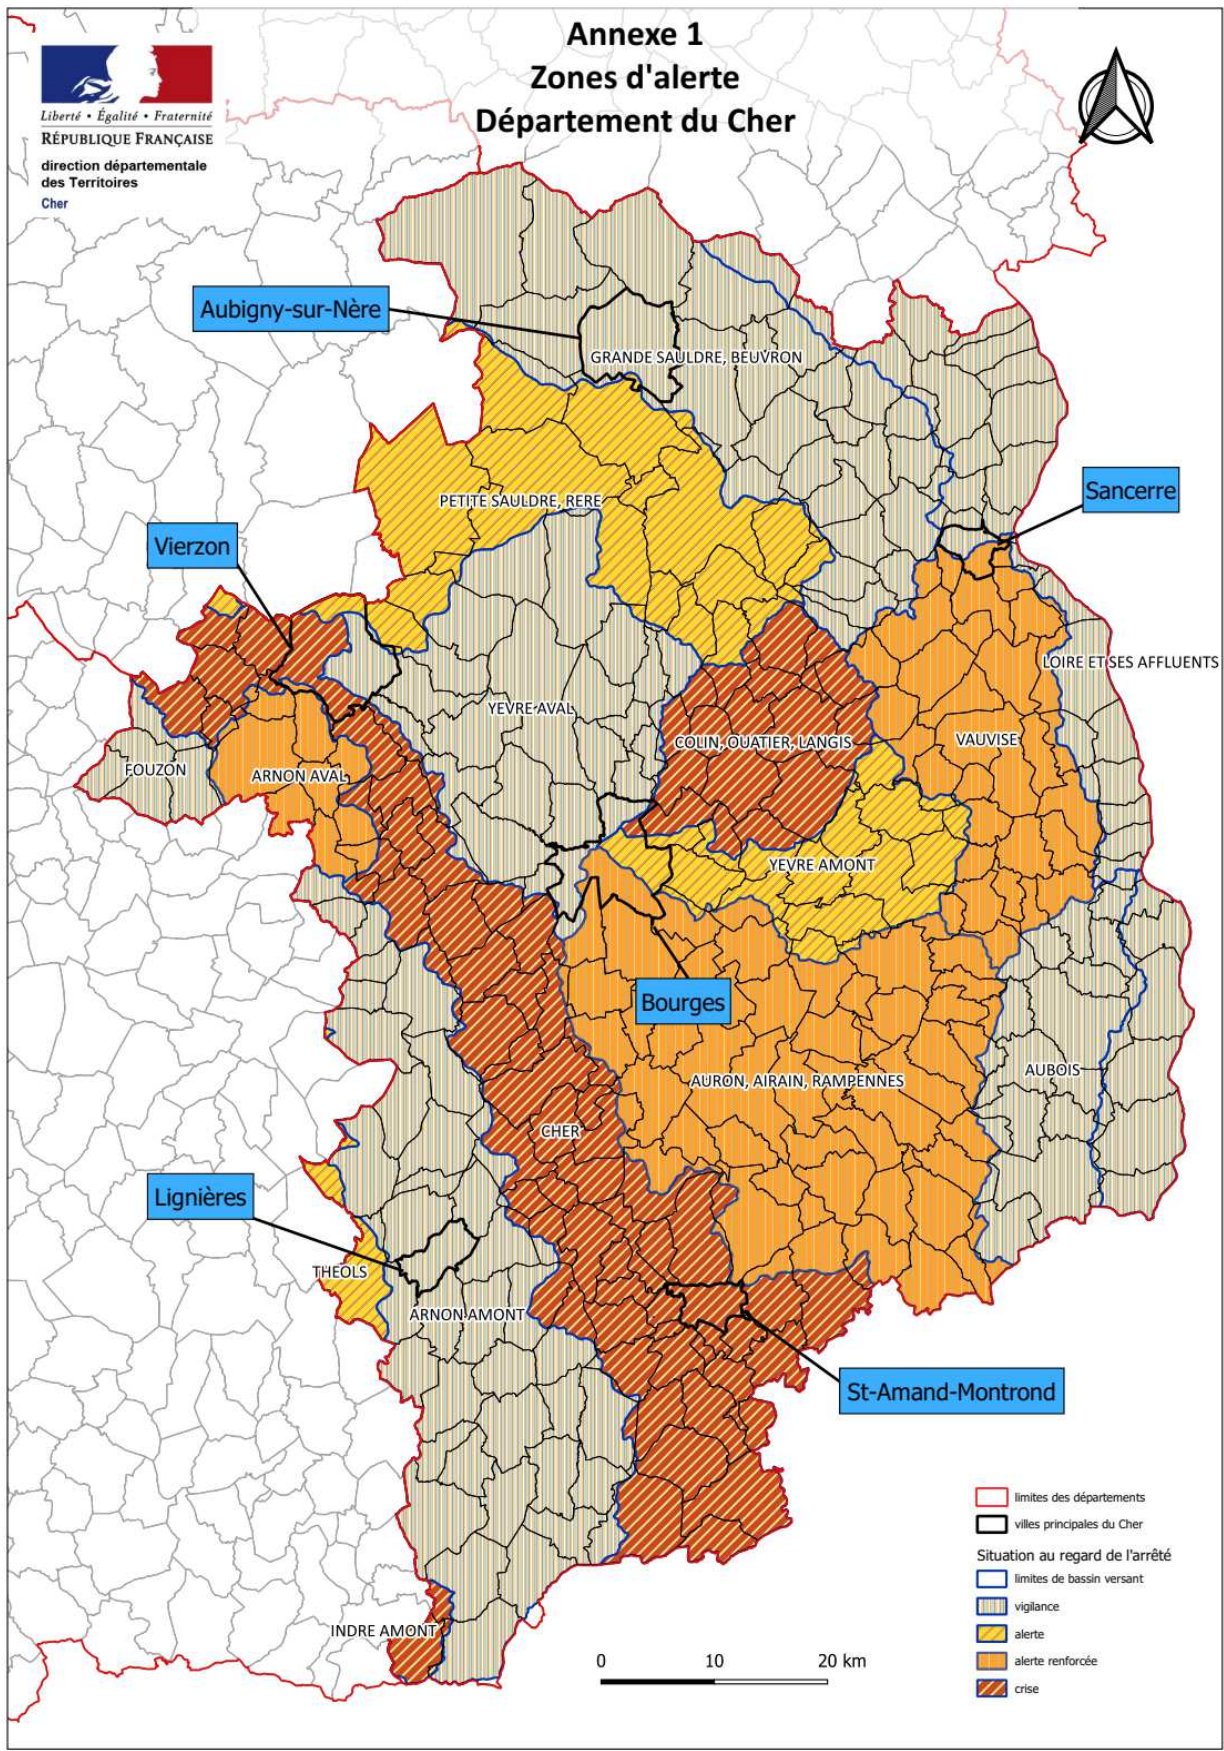 Annexe 1
Zones d'alerte
Département du Cher
Liberté • Égalité • Fraternité
RÉPUBLIQUE FRANÇAISE
direction départementale
des Territoires
Cher
Aubigny-sur-Nère
GRANDE SAULDRE, BEUVRON
Sancerre
PETITE SAULDRE, RERE
Vierzon
LOIRE ET SES AFFLUENTS
YEVRE AVAL
COLIN, OUATIER, LANGIS
VAUVISE
FOUZON
ARNON AVAL
YEVRE AMONT
Bourges
AUBOIS
AURON, AIRAIN, RAMPENNES
CHER
Lignières
THEOLS
ARNON AMONT
St-Amand-Montrond
INDRE AMONT
limites des départements
villes principales du Cher
Situation au regard de l'arrêté
limites de bassin versant
vigilance
alerte
alerte renforcée
crise
0 10 20 km